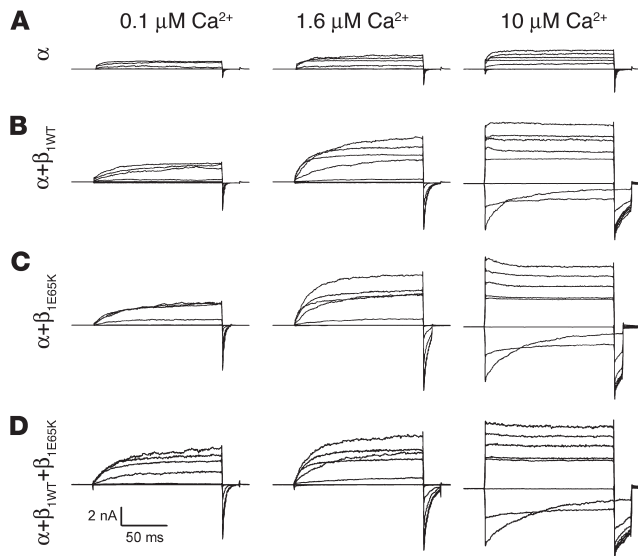 A 0.1 μM Ca²⁺ 1.6 μM Ca²⁺ 10 μM Ca²⁺
α
B
α+β₁WT
C
α+β₁E65K
D
α+β₁WT+β₁E65K
2 nA
50 ms